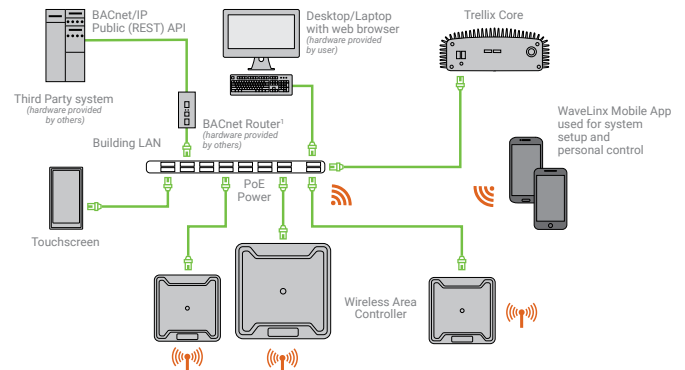 BACnet/IP
Public (REST) API
Desktop/Laptop
with web browser
(hardware provided
by user)
Trellix Core
Third Party system
(hardware provided
by others)
BACnet Router¹
(hardware provided
by others)
Building LAN
WaveLinx Mobile App
used for system
setup and
personal control
PoE
Power
Touchscreen
Wireless Area
Controller